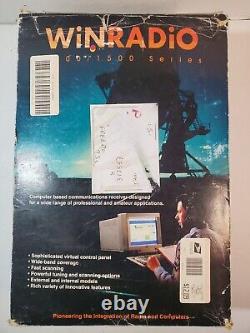 WiNRADiO
1500 Series
Computer based communications receiver designed
for a wide range of professional and amateur applications.
• Sophisticated virtual control panel
• Wide-band coverage
• Fast scanning
• Powerful tuning and scanning options
• External and internal models
• Rich variety of innovative features
Pioneering the Integration of Radio and Computers